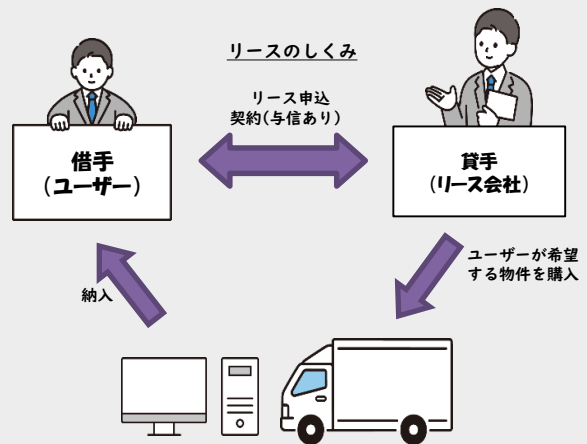 リースのしくみ
リース申込
契約(与信あり)
借手
(ユーザー)
貸手
(リース会社)
ユーザーが希望
する物件を購入
納入